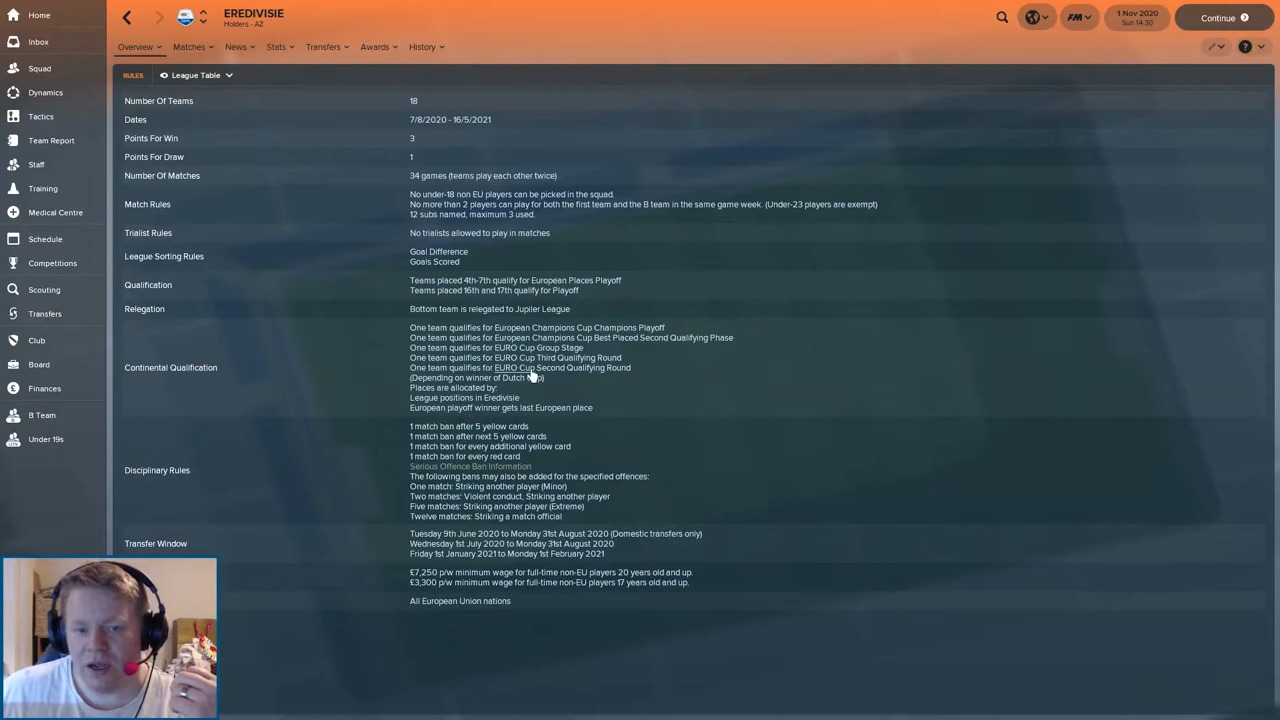 Home
Inbox
Squad
Dynamics
Tactics
Team Report
Staff
Training
Medical Centre
Schedule
Competitions
Scouting
Transfers
Club
Board
Finances
B Team
Under 19s
EREDIVISIE
Holders - AZ
FM
1 Nov 2020
Sun 14:30
Continue
Overview
Matches
News
Stats
Transfers
Awards
History
RULES
League Table
Number Of Teams 18
Dates 7/8/2020 - 16/5/2021
Points For Win 3
Points For Draw 1
Number Of Matches 34 games (teams play each other twice)
Match Rules
No under-18 non EU players can be picked in the squad.
No more than 2 players can play for both the first team and the B team in the same game week. (Under-23 players are exempt)
12 subs named, maximum 3 used.
Trialist Rules No trialists allowed to play in matches
League Sorting Rules
Goal Difference
Goals Scored
Qualification
Teams placed 4th-7th qualify for European Places Playoff
Teams placed 16th and 17th qualify for Playoff
Relegation Bottom team is relegated to Jupiler League
Continental Qualification
One team qualifies for European Champions Cup Champions Playoff
One team qualifies for European Champions Cup Best Placed Second Qualifying Phase
One team qualifies for EURO Cup Group Stage
One team qualifies for EURO Cup Third Qualifying Round
One team qualifies for EURO Cup Second Qualifying Round
(Depending on winner of Dutch
Places are allocated by:
League positions in Eredivisie
European playoff winner gets last European place
Disciplinary Rules
1 match ban after 5 yellow cards
1 match ban after next 5 yellow cards
1 match ban for every additional yellow card
1 match ban for every red card
Serious Offence Ban Information
The following bans may also be added for the specified offences:
One match: Striking another player (Minor)
Two matches: Violent conduct, Striking another player
Five matches: Striking another player (Extreme)
Twelve matches: Striking a match official
Transfer Window
Tuesday 9th June 2020 to Monday 31st August 2020 (Domestic transfers only)
Wednesday 1st July 2020 to Monday 31st August 2020
Friday 1st January 2021 to Monday 1st February 2021
£7,250 p/w minimum wage for full-time non-EU players 20 years old and up.
£3,300 p/w minimum wage for full-time non-EU players 17 years old and up.
All European Union nations